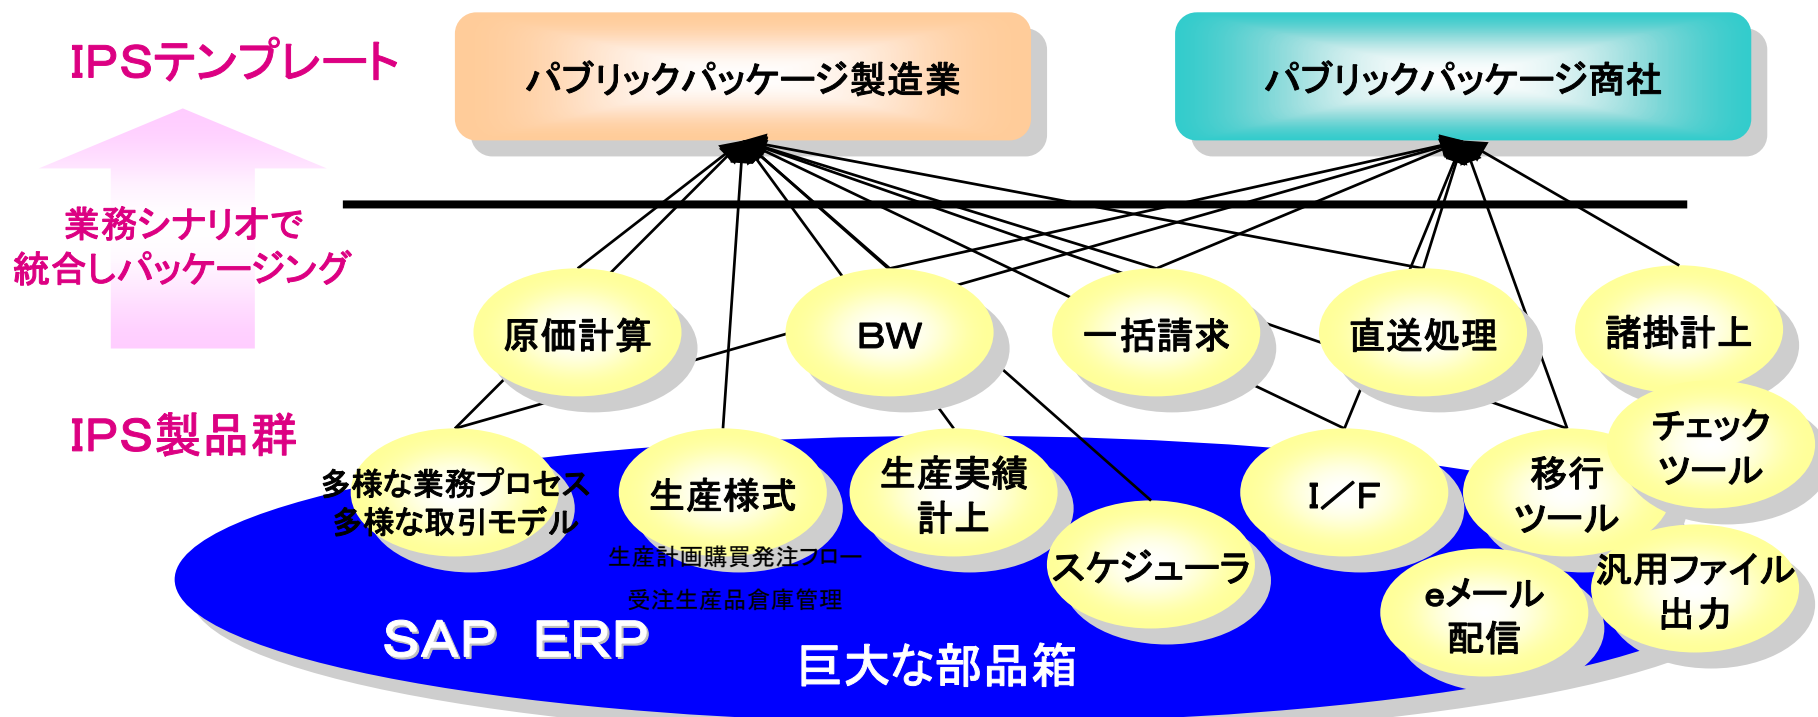 IPSテンプレート
パブリックパッケージ製造業
パブリックパッケージ商社
業務シナリオで
統合しパッケージング
原価計算
BW
一括請求
直送処理
諸掛計上
IPS製品群
多様な業務プロセス
多様な取引モデル
生産様式
生産実績
計上
スケジューラ
I/F
移行
ツール
チェック
ツール
生産計画購買発注フロー
受注生産品倉庫管理
eメール
配信
汎用ファイル
出力
SAP ERP
巨大な部品箱